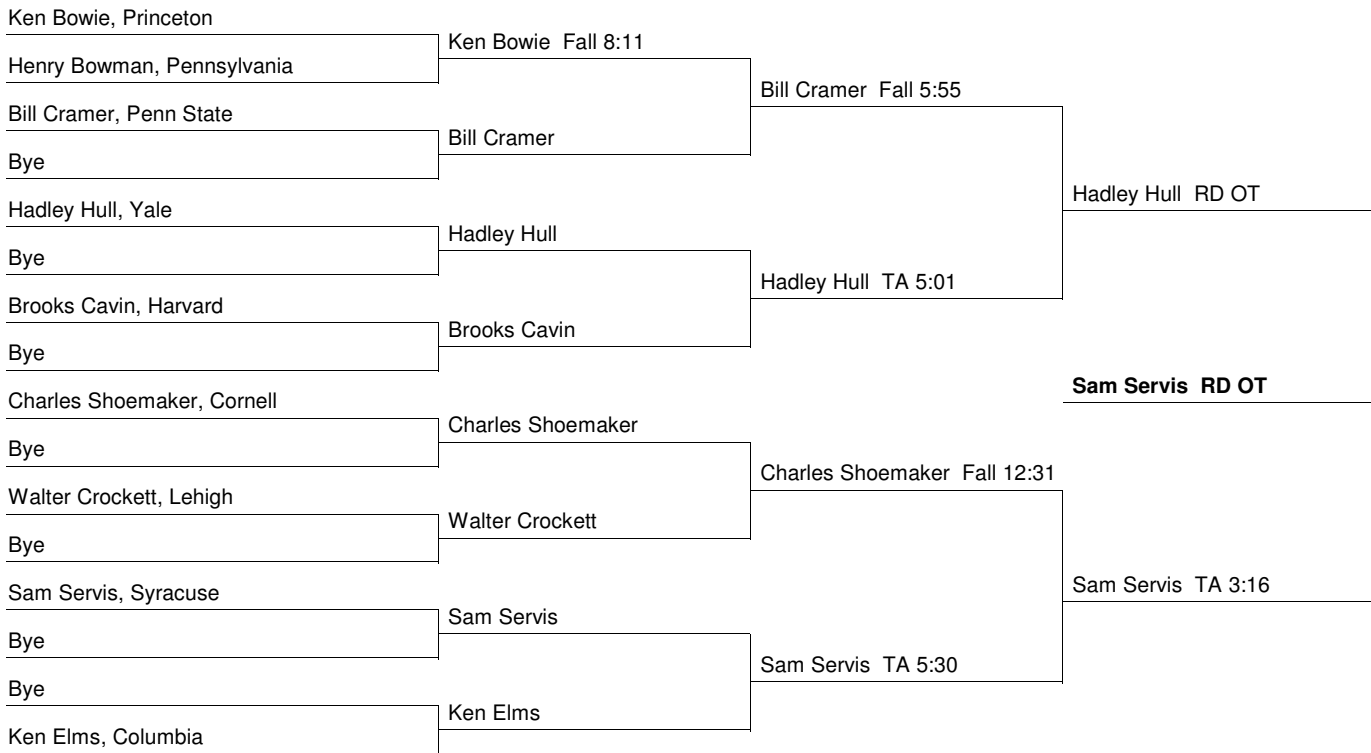 Ken Bowie, Princeton
Henry Bowman, Pennsylvania
Bill Cramer, Penn State
Bye
Hadley Hull, Yale
Bye
Brooks Cavin, Harvard
Bye
Charles Shoemaker, Cornell
Bye
Walter Crockett, Lehigh
Bye
Sam Servis, Syracuse
Bye
Bye
Ken Elms, Columbia
Ken Bowie Fall 8:11
Bill Cramer
Hadley Hull
Brooks Cavin
Charles Shoemaker
Walter Crockett
Sam Servis
Ken Elms
Bill Cramer Fall 5:55
Hadley Hull TA 5:01
Charles Shoemaker Fall 12:31
Sam Servis TA 5:30
Hadley Hull RD OT
Sam Servis RD OT
Sam Servis TA 3:16